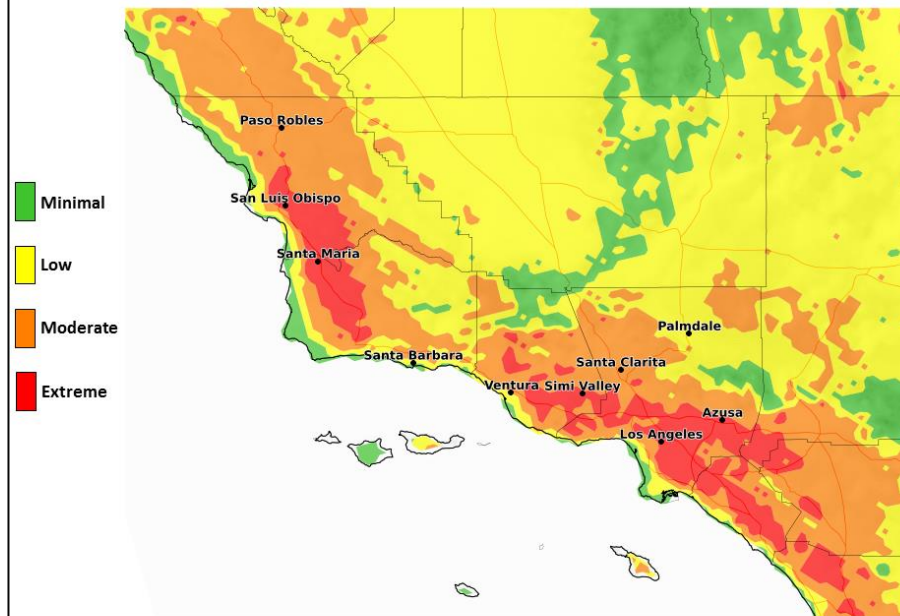 Paso Robles
San Luis Obispo
Santa Maria
Santa Barbara
Ventura
Simi Valley
Santa Clarita
Palmdale
Azusa
Los Angeles
Minimal
Low
Moderate
Extreme